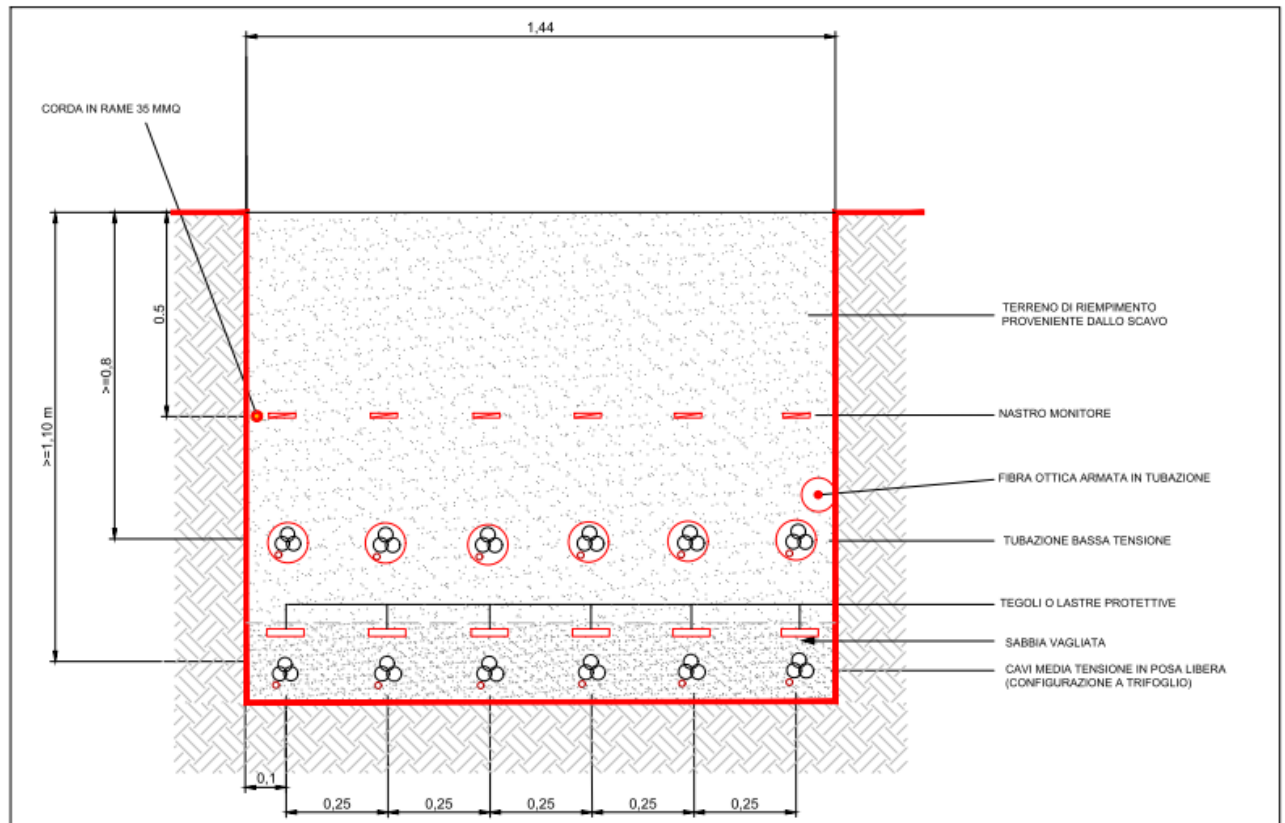 1,44
CORDA IN RAME 35 MMQ
0.5
>=0,8
>=1,10 m
TERRENO DI RIEMPIMENTO
PROVENIENTE DALLO SCAVO
NASTRO MONITORE
FIBRA OTTICA ARMATA IN TUBAZIONE
TUBAZIONE BASSA TENSIONE
TEGOLI O LASTRE PROTETTIVE
SABBIA VAGLIATA
CAVI MEDIA TENSIONE IN POSA LIBERA
(CONFIGURAZIONE A TRIFOGLIO)
0,1
0,25
0,25
0,25
0,25
0,25